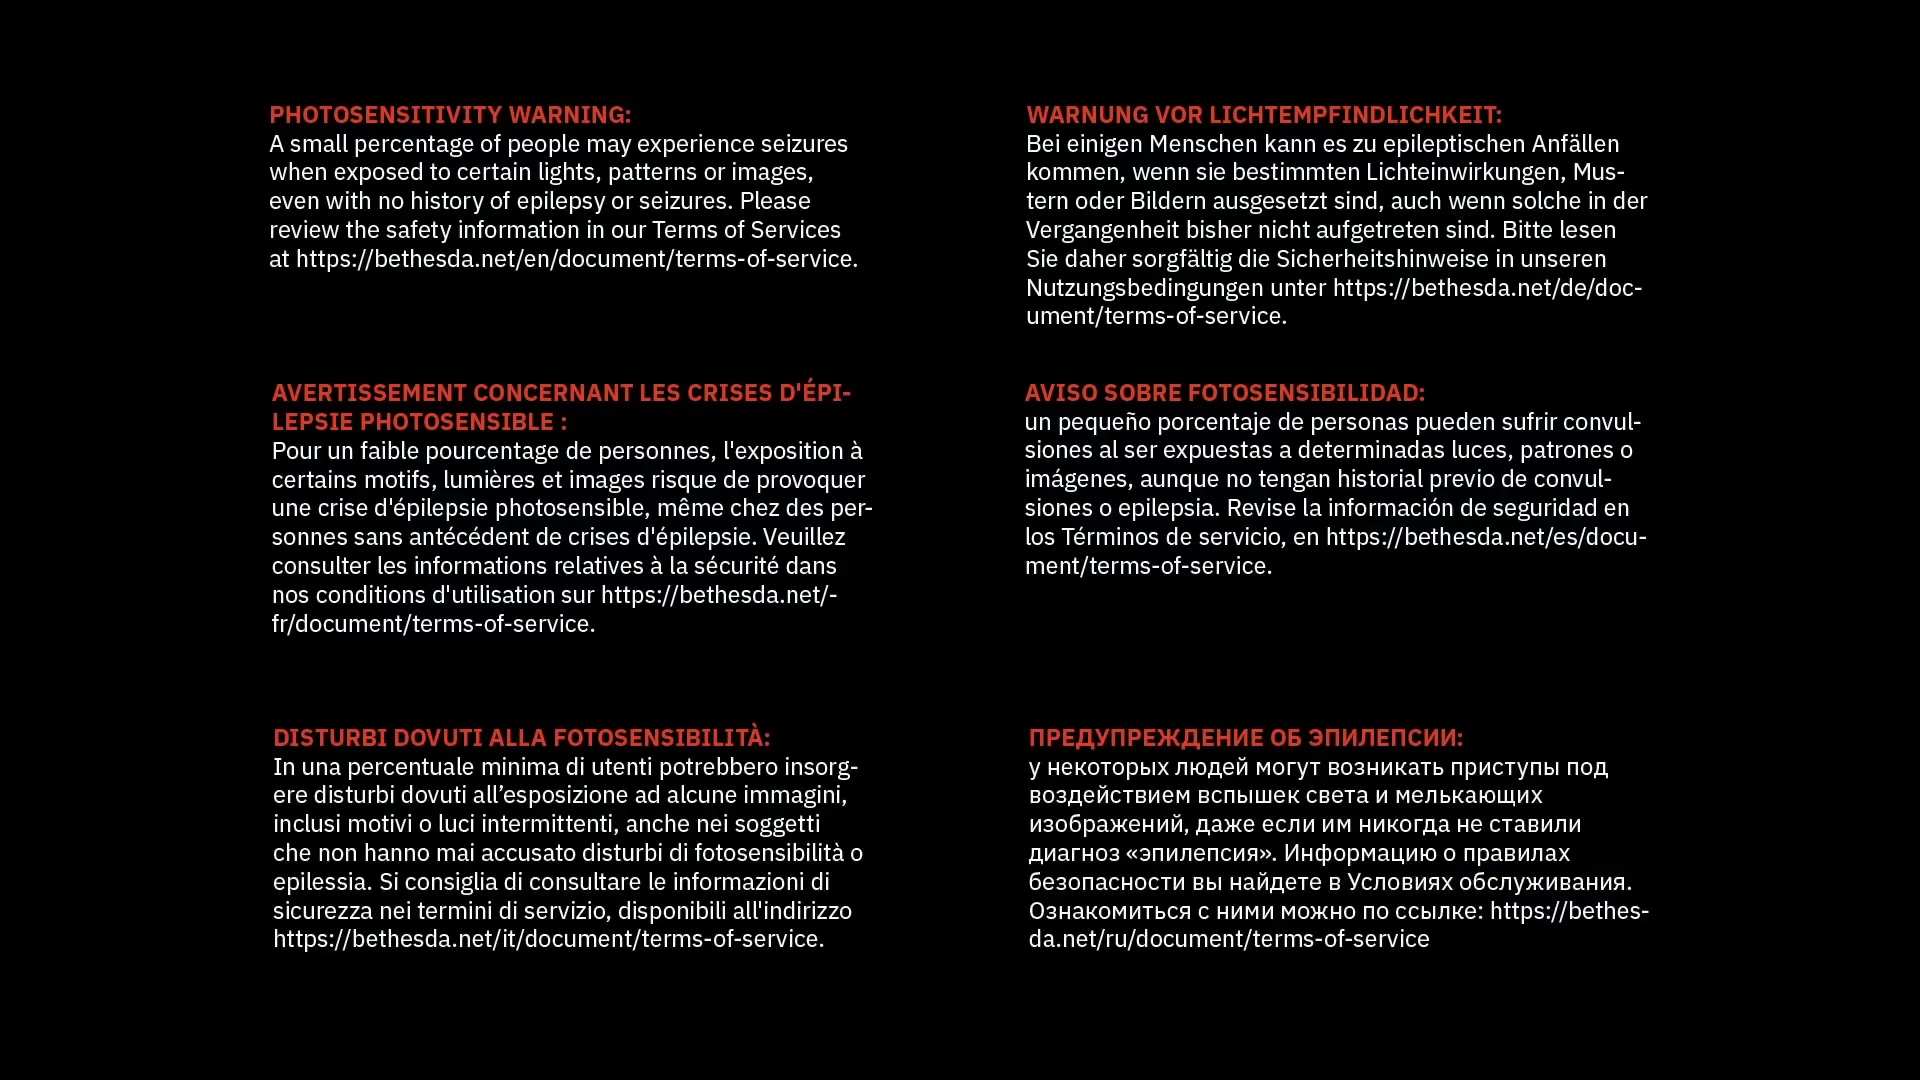 PHOTOSENSITIVITY WARNING:
A small percentage of people may experience seizures
when exposed to certain lights, patterns or images,
even with no history of epilepsy or seizures. Please
review the safety information in our Terms of Services
at https://bethesda.net/en/document/terms-of-service.
WARNUNG VOR LICHTEMPFINDLICHKEIT:
Bei einigen Menschen kann es zu epileptischen Anfällen
kommen, wenn sie bestimmten Lichteinwirkungen, Mus-
tern oder Bildern ausgesetzt sind, auch wenn solche in der
Vergangenheit bisher nicht aufgetreten sind. Bitte lesen
Sie daher sorgfältig die Sicherheitshinweise in unseren
Nutzungsbedingungen unter https://bethesda.net/de/doc-
ument/terms-of-service.
AVERTISSEMENT CONCERNANT LES CRISES D'ÉPI-
LEPSIE PHOTOSENSIBLE :
Pour un faible pourcentage de personnes, l'exposition à
certains motifs, lumières et images risque de provoquer
une crise d'épilepsie photosensible, même chez des per-
sonnes sans antécédent de crises d'épilepsie. Veuillez
consulter les informations relatives à la sécurité dans
nos conditions d'utilisation sur https://bethesda.net/-
fr/document/terms-of-service.
AVISO SOBRE FOTOSENSIBILIDAD:
un pequeño porcentaje de personas pueden sufrir convul-
siones al ser expuestas a determinadas luces, patrones o
imágenes, aunque no tengan historial previo de convul-
siones o epilepsia. Revise la información de seguridad en
los Términos de servicio, en https://bethesda.net/es/docu-
ment/terms-of-service.
DISTURBI DOVUTI ALLA FOTOSENSIBILITÀ:
In una percentuale minima di utenti potrebbero insorg-
ere disturbi dovuti all’esposizione ad alcune immagini,
inclusi motivi o luci intermittenti, anche nei soggetti
che non hanno mai accusato disturbi di fotosensibilità o
epilessia. Si consiglia di consultare le informazioni di
sicurezza nei termini di servizio, disponibili all'indirizzo
https://bethesda.net/it/document/terms-of-service.
ПРЕДУПРЕЖДЕНИЕ ОБ ЭПИЛЕПСИИ:
у некоторых людей могут возникать приступы под
воздействием вспышек света и мелькающих
изображений, даже если им никогда не ставили
диагноз «эпилепсия». Информацию о правилах
безопасности вы найдете в Условиях обслуживания.
Ознакомиться с ними можно по ссылке: https://bethes-
da.net/ru/document/terms-of-service